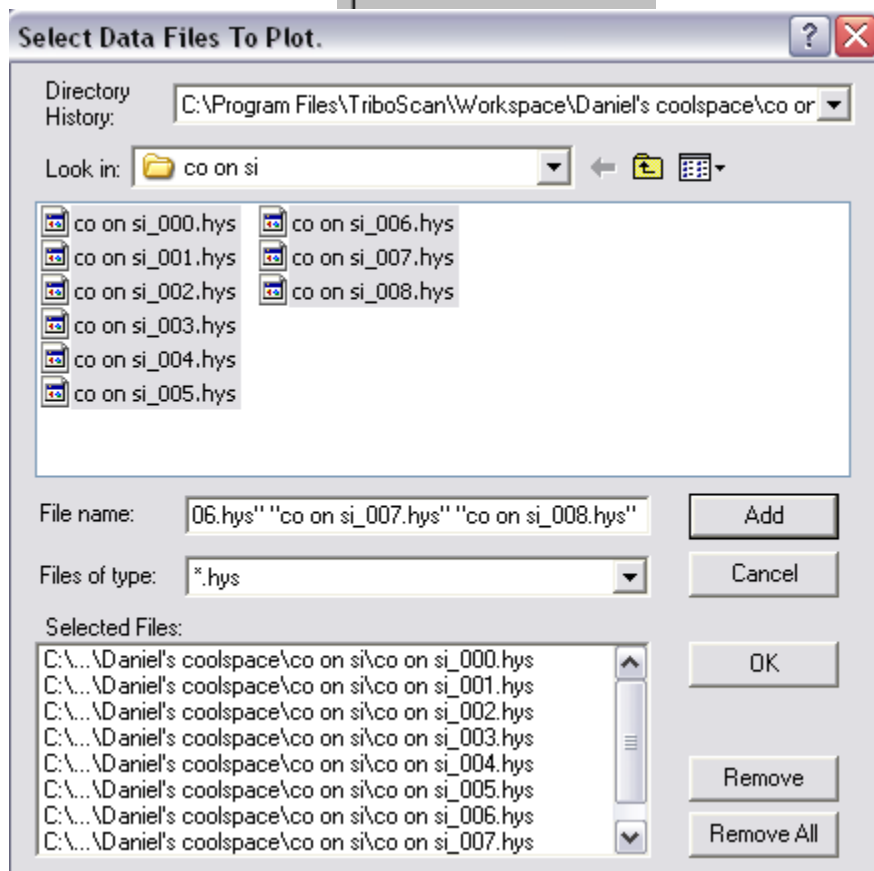 Select Data Files To Plot.
Directory History:
C:\Program Files\TriboScan\Workspace\Daniel's coolspace\co or
Look in:
co on si
co on si_000.hys
co on si_001.hys
co on si_002.hys
co on si_003.hys
co on si_004.hys
co on si_005.hys
co on si_006.hys
co on si_007.hys
co on si_008.hys
File name:
06.hys" "co on si_007.hys" "co on si_008.hys"
Add
Files of type:
*.hys
Cancel
Selected Files:
C:\...\Daniel's coolspace\co on si\co on si_000.hys
C:\...\Daniel's coolspace\co on si\co on si_001.hys
C:\...\Daniel's coolspace\co on si\co on si_002.hys
C:\...\Daniel's coolspace\co on si\co on si_003.hys
C:\...\Daniel's coolspace\co on si\co on si_004.hys
C:\...\Daniel's coolspace\co on si\co on si_005.hys
C:\...\Daniel's coolspace\co on si\co on si_006.hys
C:\...\Daniel's coolspace\co on si\co on si_007.hys
OK
Remove
Remove All